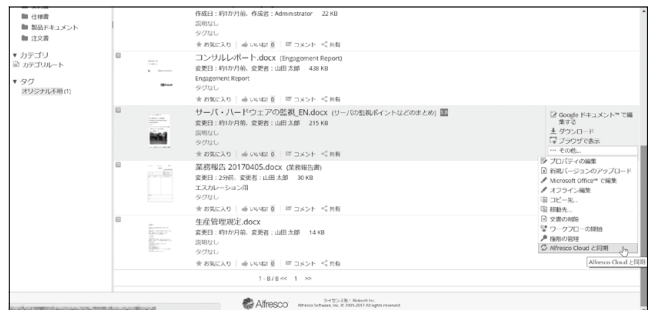 仕様書
製品ドキュメント
注文書
▼ カテゴリ
カテゴリルート
▼ タグ
オリジナル不明 (1)
作成日：約1か月前、作成者：Administrator 22 KB
説明なし
タグなし
★ お気に入り いいね! 0 コメント 共有
コンサルレポート.docx (Engagement Report)
変更日：約1か月前、変更者：山田 太郎 438 KB
Engagement Report
タグなし
★ お気に入り いいね! 0 コメント 共有
サーバ・ハードウェアの監視_EN.docx (サーバの監視ポイントなどのまとめ)
変更日：約1か月前、変更者：山田 太郎 215 KB
説明なし
タグなし
★ お気に入り いいね! 0 コメント 共有
Google ドキュメント™ で編集する
ダウンロード
ブラウザで表示
その他...
プロパティの編集
新規バージョンのアップロード
Microsoft Office™ で編集
オフライン編集
コピー先...
移動先...
文書の削除
ワークフローの開始
権限の管理
Alfresco Cloud と同期
Alfresco Cloud と同期
業務報告 20170405.docx (業務報告書)
変更日：2分前、変更者：山田 太郎 30 KB
エスカレーション用
タグなし
★ お気に入り いいね! 0 コメント 共有
生産管理規定.docx
変更日：約1か月前、変更者：山田 太郎 14 KB
説明なし
タグなし
★ お気に入り いいね! 0 コメント 共有
1 - 8 / 8 << 1 >>
Alfresco
Alfresco Software, Inc. © 2005-2017 All rights reserved.